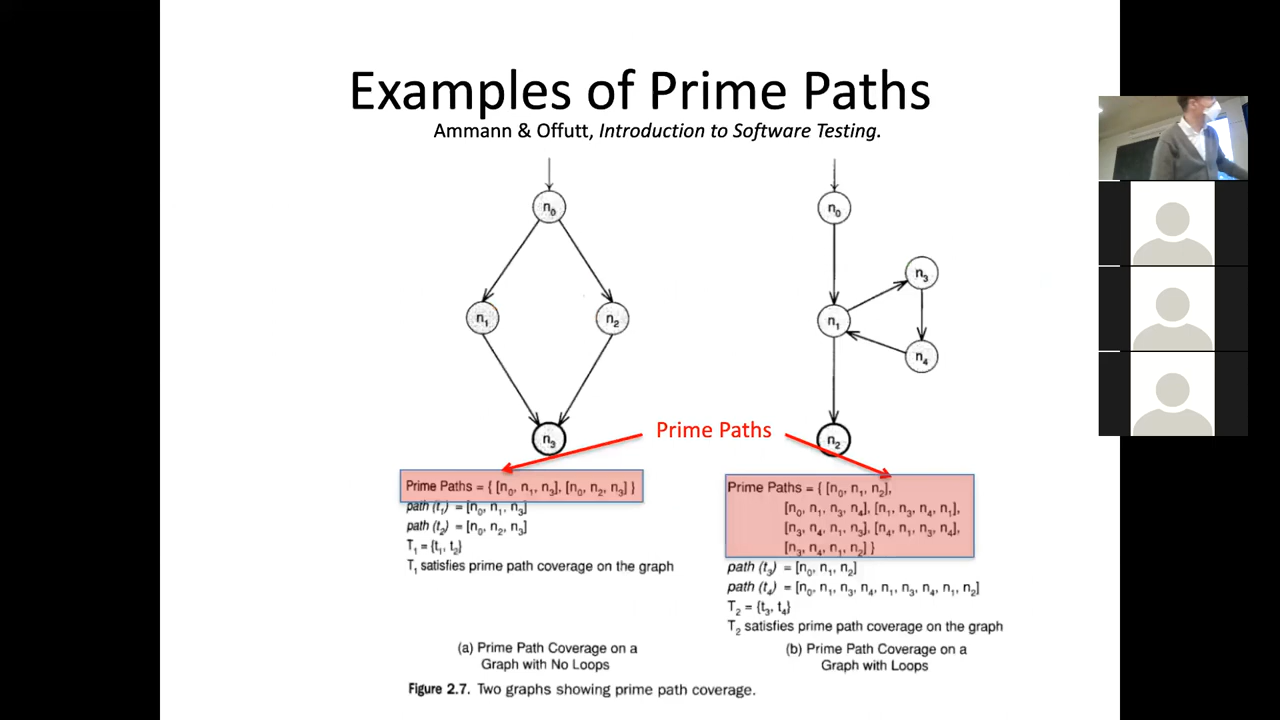 Examples of Prime Paths
Ammann & Offutt, Introduction to Software Testing.
n₀
n₁
n₂
n₃
n₀
n₃
n₁
n₄
n₂
Prime Paths
Prime Paths = { [n₀, n₁, n₃], [n₀, n₂, n₃] }
path (t₁) = [n₀, n₁, n₃]
path (t₂) = [n₀, n₂, n₃]
T₁ = {t₁, t₂}
T₁ satisfies prime path coverage on the graph
(a) Prime Path Coverage on a
Graph with No Loops
Prime Paths = { [n₀, n₁, n₂],
[n₀, n₁, n₃, n₄], [n₁, n₃, n₄, n₁],
[n₃, n₄, n₁, n₃], [n₄, n₁, n₃, n₄],
[n₃, n₄, n₁, n₂] }
path (t₃) = [n₀, n₁, n₂]
path (t₄) = [n₀, n₁, n₃, n₄, n₁, n₃, n₄, n₁, n₂]
T₂ = {t₃, t₄}
T₂ satisfies prime path coverage on the graph
(b) Prime Path Coverage on a
Graph with Loops
Figure 2.7. Two graphs showing prime path coverage.